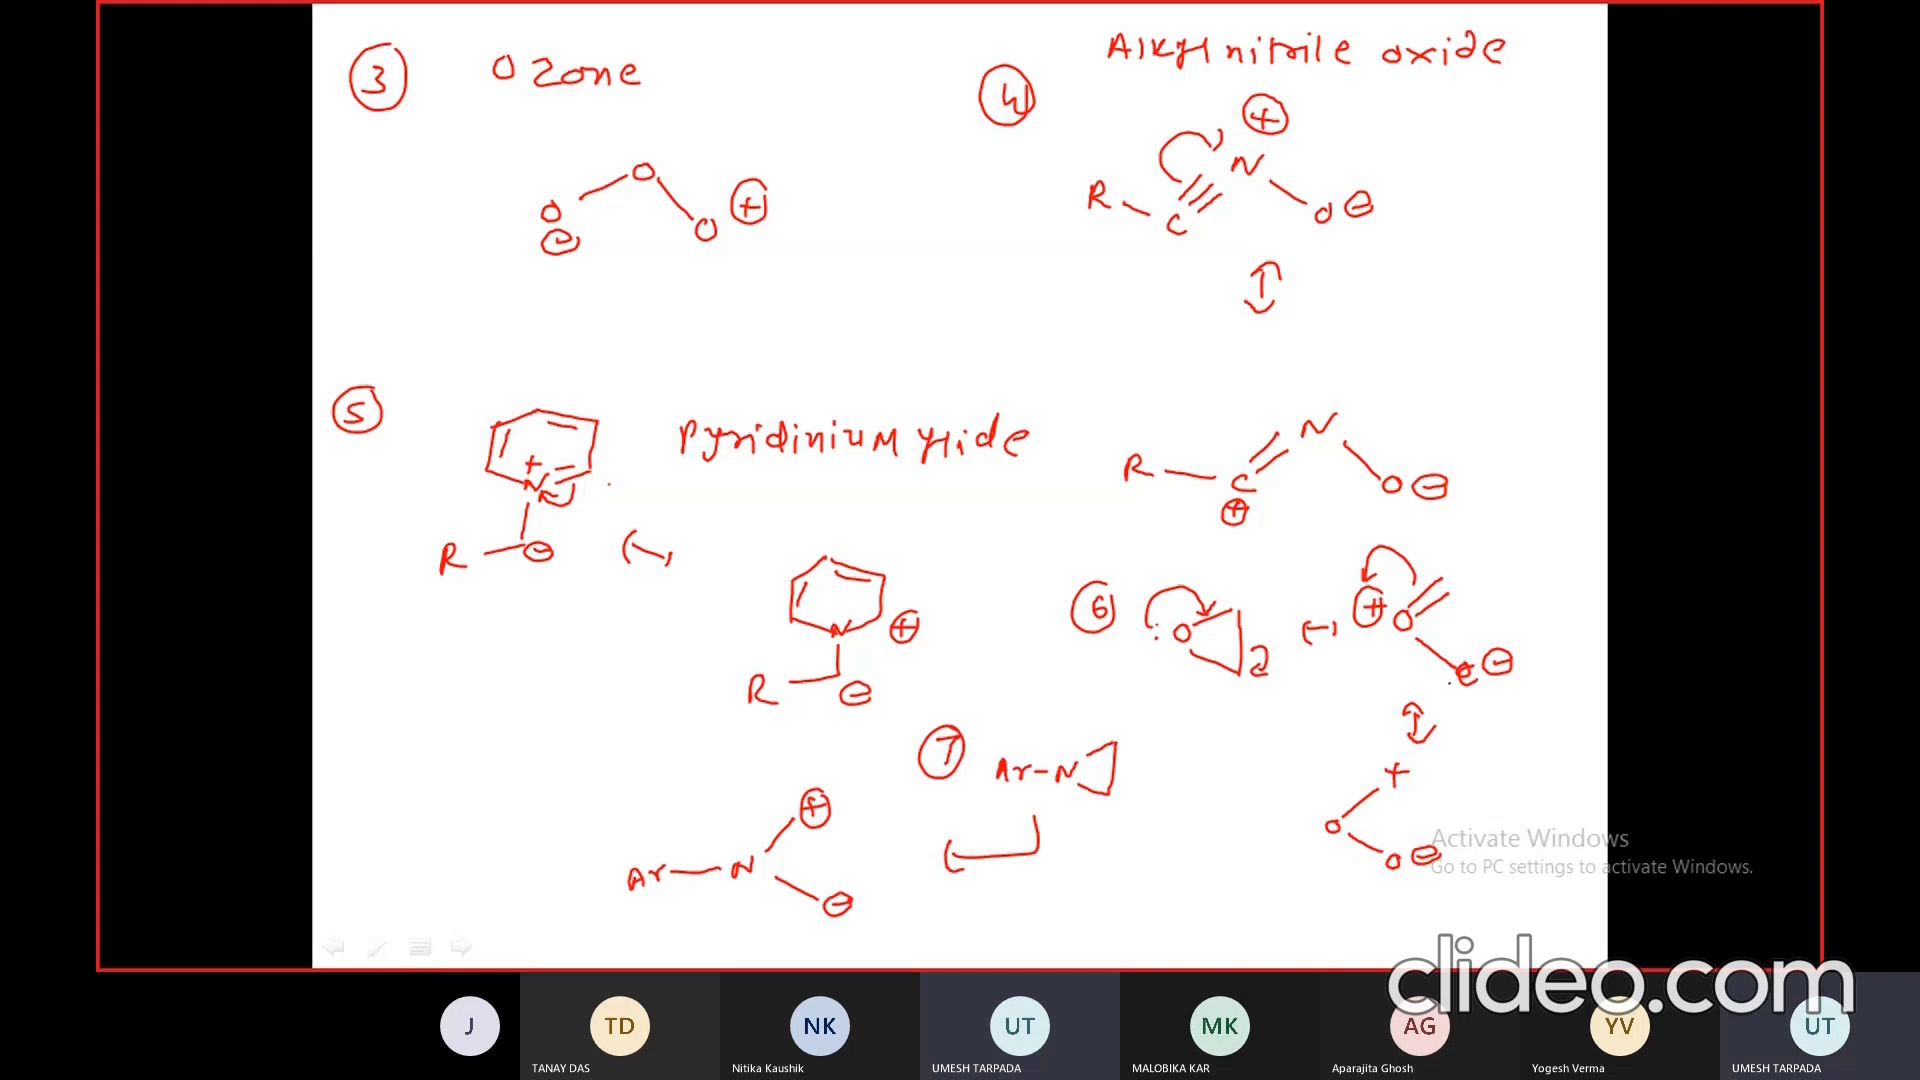 3 Ozone
O O O ⊕ ⊖
4 Alkyl nitrile oxide
R C N ⊕ O ⊖
5 Pyridinium ylide
+ N R ⊖
N ⊕ R ⊖
R C ⊕ N O ⊖
6 O ⊕ O ⊖
+ O O ⊖
7 Ar-N
Ar N ⊕ ⊖
Activate Windows
Go to PC settings to activate Windows.
clideo.com
J TD NK UT MK AG YV UT
TANAY DAS Nitika Kaushik UMESH TARPADA MALOBIKA KAR Aparajita Ghosh Yogesh Verma UMESH TARPADA